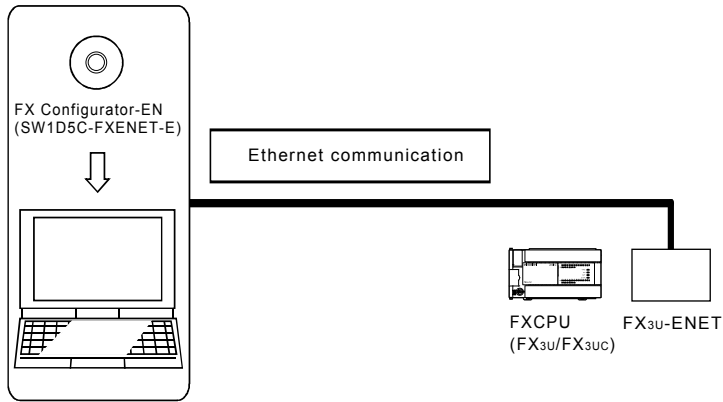 FX Configurator-EN
(SW1D5C-FXENET-E)
Ethernet communication
FXCPU
(FX3U/FX3UC)
FX3U-ENET